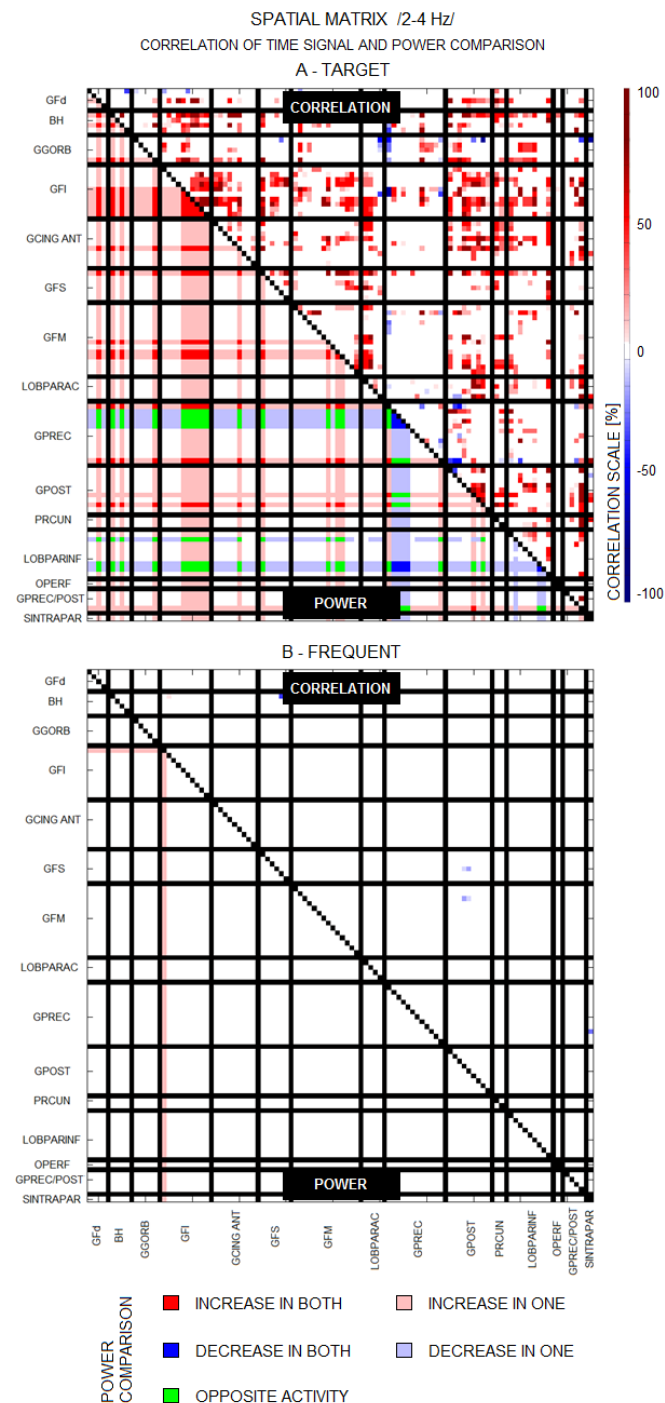 SPATIAL MATRIX /2-4 Hz/
CORRELATION OF TIME SIGNAL AND POWER COMPARISON
A - TARGET
CORRELATION
GFd
BH
GGORB
GFI
GCING ANT
GFS
GFM
LOBPARAC
GPREC
GPOST
PRCUN
LOBPARINF
OPERF
GPREC/POST
SINTRAPAR
POWER
100
50
0
-50
-100
CORRELATION SCALE [%]
B - FREQUENT
CORRELATION
GFd
BH
GGORB
GFI
GCING ANT
GFS
GFM
LOBPARAC
GPREC
GPOST
PRCUN
LOBPARINF
OPERF
GPREC/POST
SINTRAPAR
POWER
GFd
BH
GGORB
GFI
GCING ANT
GFS
GFM
LOBPARAC
GPREC
GPOST
PRCUN
LOBPARINF
OPERF
GPREC/POST
SINTRAPAR
POWER
COMPARISON
INCREASE IN BOTH
INCREASE IN ONE
DECREASE IN BOTH
DECREASE IN ONE
OPPOSITE ACTIVITY